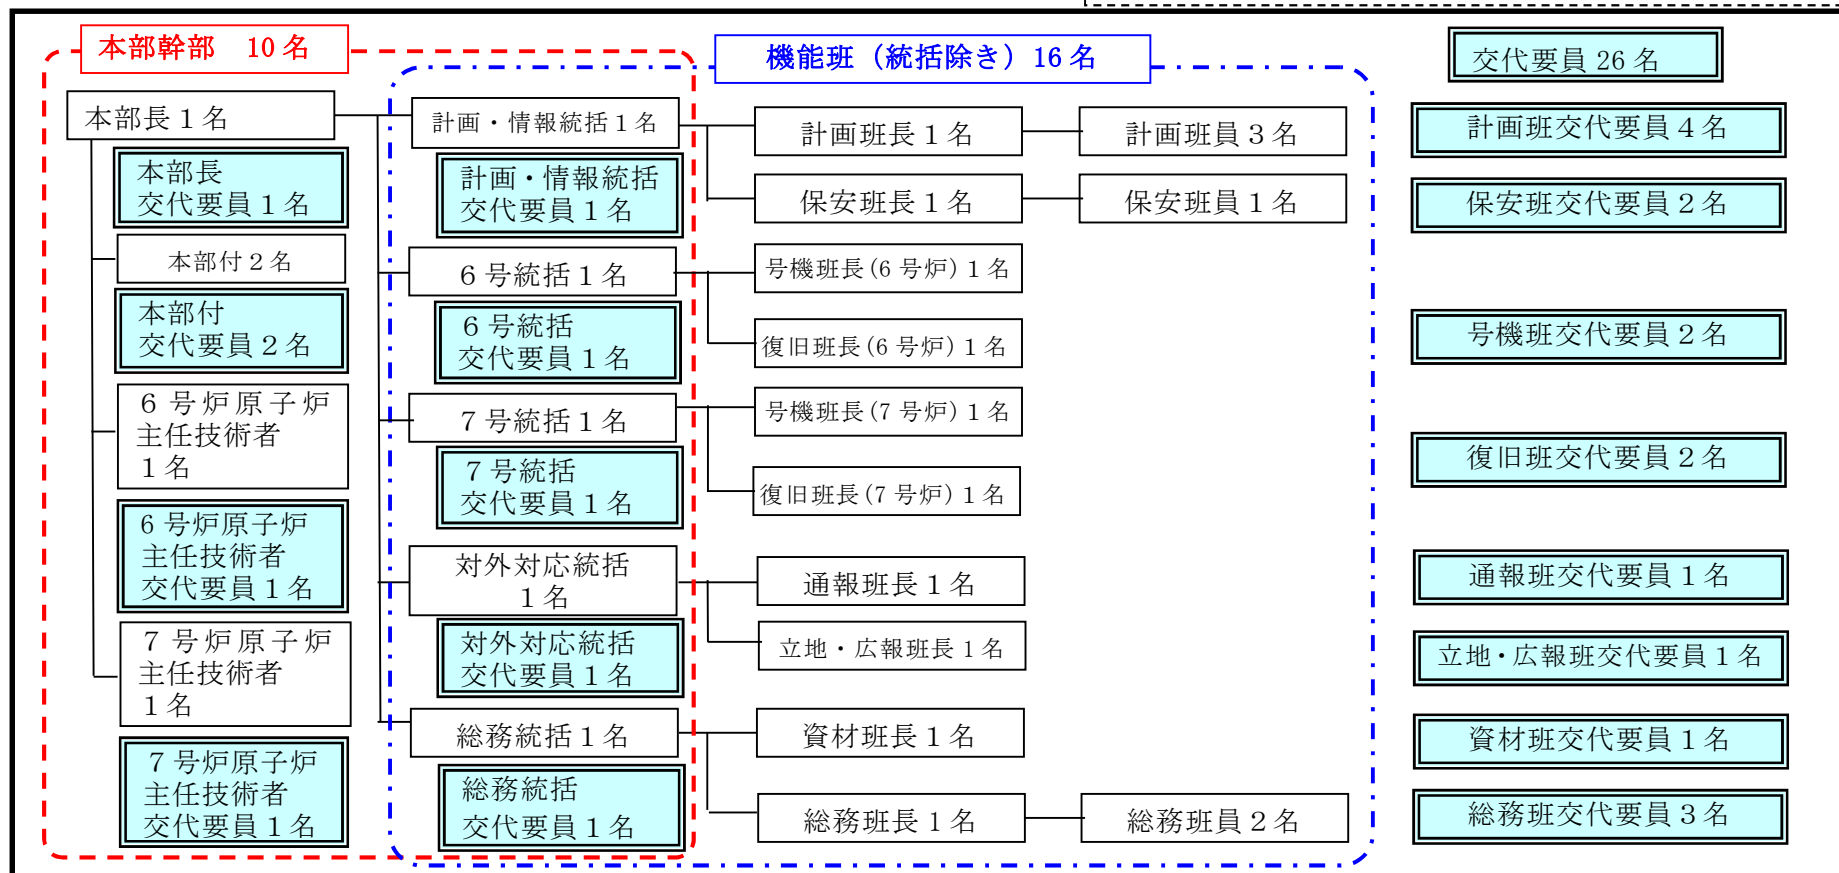 本部幹部　10名
機能班（統括除き）16名
交代要員26名
本部長1名
本部長
交代要員1名
本部付2名
本部付
交代要員2名
6号炉原子炉
主任技術者
1名
6号炉原子炉
主任技術者
交代要員1名
7号炉原子炉
主任技術者
1名
7号炉原子炉
主任技術者
交代要員1名
計画・情報統括1名
計画・情報統括
交代要員1名
6号統括1名
6号統括
交代要員1名
7号統括1名
7号統括
交代要員1名
対外対応統括
1名
対外対応統括
交代要員1名
総務統括1名
総務統括
交代要員1名
計画班長1名
計画班員3名
保安班長1名
保安班員1名
号機班長(6号炉)1名
復旧班長(6号炉)1名
号機班長(7号炉)1名
復旧班長(7号炉)1名
通報班長1名
立地・広報班長1名
資材班長1名
総務班長1名
総務班員2名
計画班交代要員4名
保安班交代要員2名
号機班交代要員2名
復旧班交代要員2名
通報班交代要員1名
立地・広報班交代要員1名
資材班交代要員1名
総務班交代要員3名